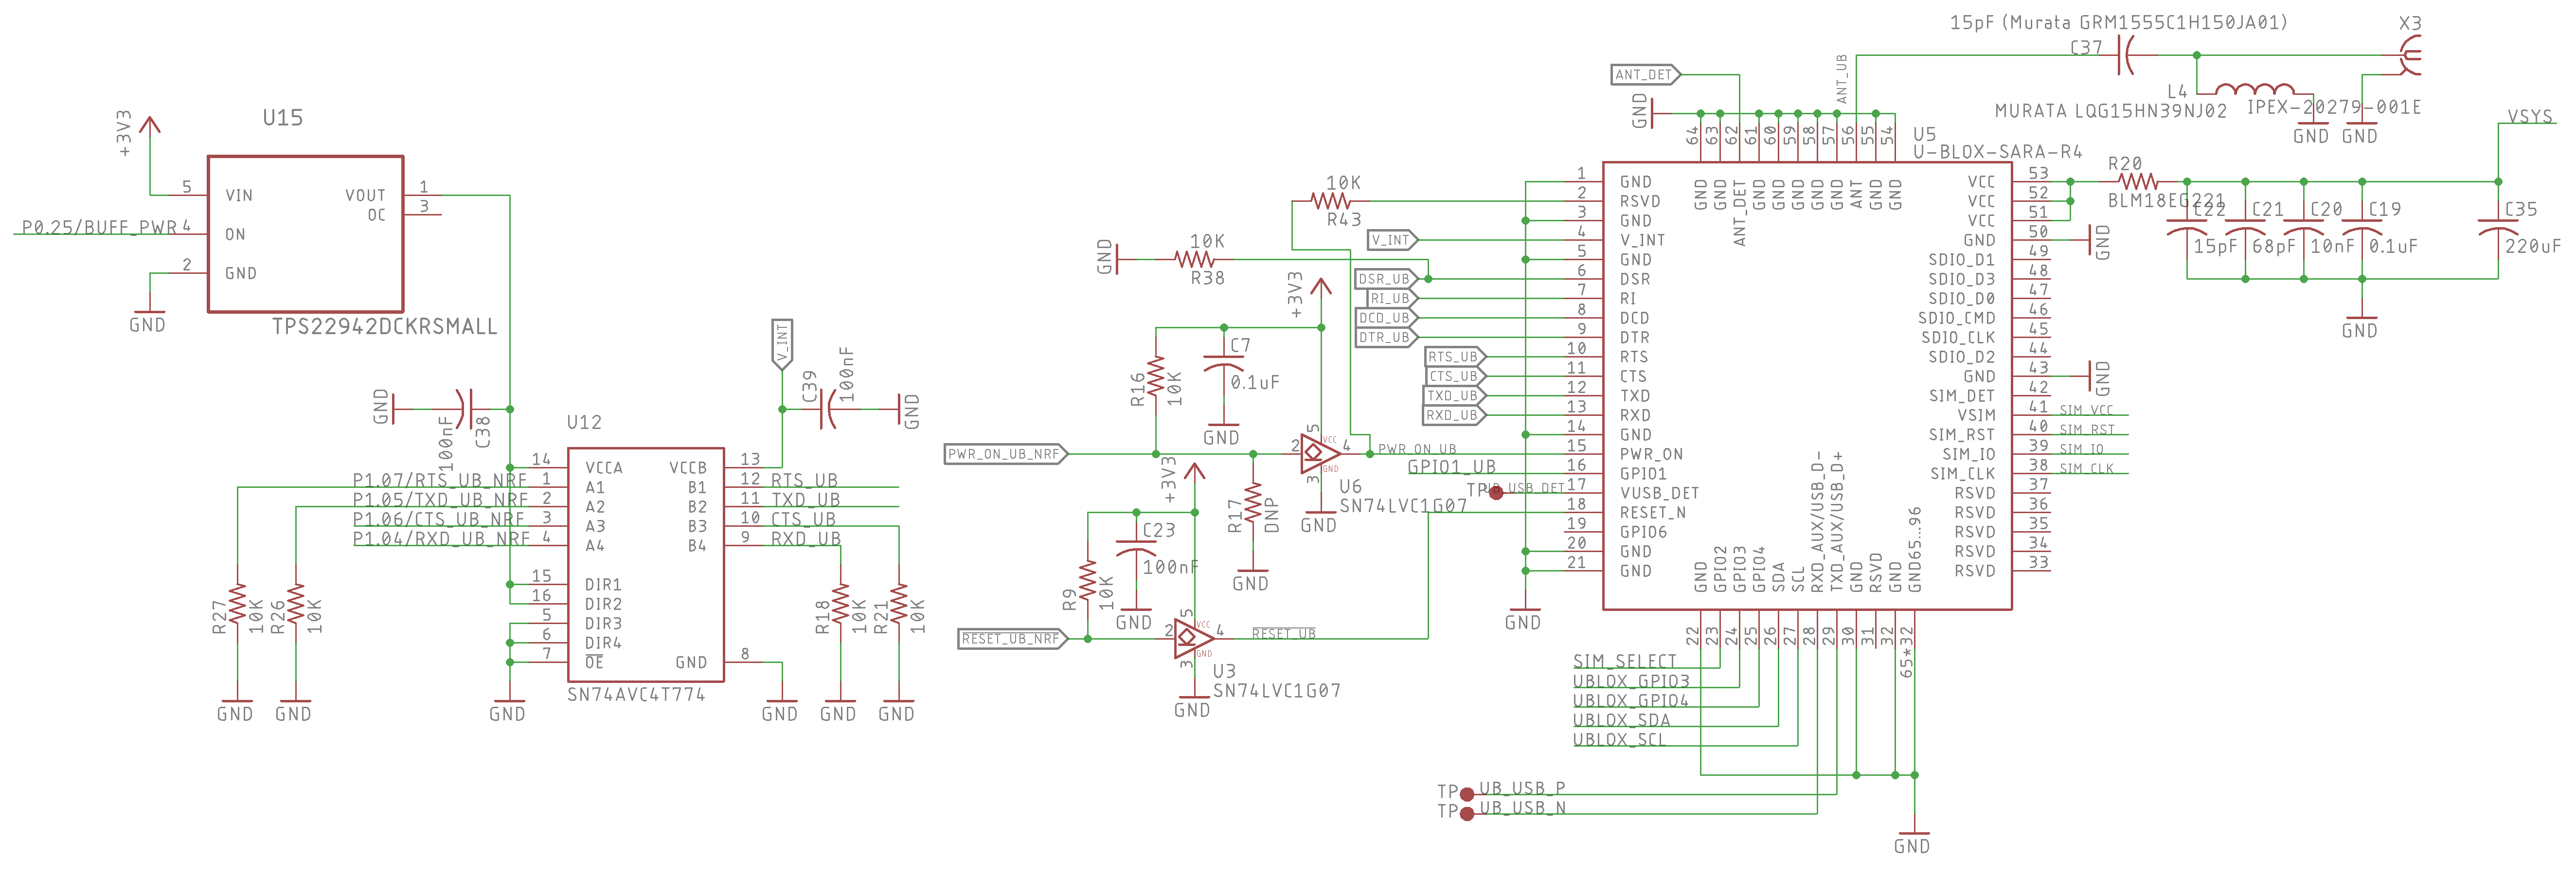 15pF (Murata GRM1555C1H150JA01)
X3
C37
ANT_UB
L4
MURATA LQG15HN39NJ02
IPEX-20279-001E
GND
GND
VSYS
ANT_DET
GND
U5
U-BLOX-SARA-R4
R20
BLM18EG221
C22
15pF
C21
68pF
C20
10nF
C19
0.1uF
C35
220uF
GND
U15
+3V3
5 VIN
VOUT 1
OC 3
P0.25/BUFF_PWR 4 ON
2 GND
GND
TPS22942DCKRSMALL
V_INT
GND
100nF
C38
C39
100nF
GND
U12
14 VCCA
VCCB 13
P1.07/RTS_UB_NRF 1 A1
B1 12 RTS_UB
P1.05/TXD_UB_NRF 2 A2
B2 11 TXD_UB
P1.06/CTS_UB_NRF 3 A3
B3 10 CTS_UB
P1.04/RXD_UB_NRF 4 A4
B4 9 RXD_UB
15 DIR1
16 DIR2
5 DIR3
6 DIR4
7 OE
GND 8
SN74AVC4T774
R27
10K
R26
10K
R18
10K
R21
10K
GND
GND
GND
GND
GND
GND
10K
R43
GND
10K
R38
+3V3
R16
10K
C7
0.1uF
GND
PWR_ON_UB_NRF
2
VCC
5
4
GND
3
PWR_ON_UB
U6
SN74LVC1G07
GND
R17
DNP
GND
+3V3
R9
10K
C23
100nF
GND
RESET_UB_NRF
2
VCC
5
4
GND
3
RESET_UB
U3
SN74LVC1G07
GND
V_INT
DSR_UB
RI_UB
DCD_UB
DTR_UB
RTS_UB
CTS_UB
TXD_UB
RXD_UB
GPIO1_UB
TP
UB_USB_DET
GND
64 GND
63 GND
62 ANT_DET
61 GND
60 GND
59 GND
58 GND
57 GND
56 ANT
55 GND
54 GND
1 GND
2 RSVD
3 GND
4 V_INT
5 GND
6 DSR
7 RI
8 DCD
9 DTR
10 RTS
11 CTS
12 TXD
13 RXD
14 GND
15 PWR_ON
16 GPIO1
17 VUSB_DET
18 RESET_N
19 GPIO6
20 GND
21 GND
VCC 53
VCC 52
VCC 51
GND 50
GND
SDIO_D1 49
SDIO_D3 48
SDIO_D0 47
SDIO_CMD 46
SDIO_CLK 45
SDIO_D2 44
GND 43
GND
SIM_DET 42
VSIM 41 SIM_VCC
SIM_RST 40 SIM_RST
SIM_IO 39 SIM_IO
SIM_CLK 38 SIM_CLK
RSVD 37
RSVD 36
RSVD 35
RSVD 34
RSVD 33
22 GND
23 GPIO2
24 GPIO3
25 GPIO4
26 SDA
27 SCL
28 RXD_AUX/USB_D-
29 TXD_AUX/USB_D+
30 GND
31 RSVD
32 GND
65*32 GND65...96
SIM_SELECT
UBLOX_GPIO3
UBLOX_GPIO4
UBLOX_SDA
UBLOX_SCL
TP UB_USB_P
TP UB_USB_N
GND